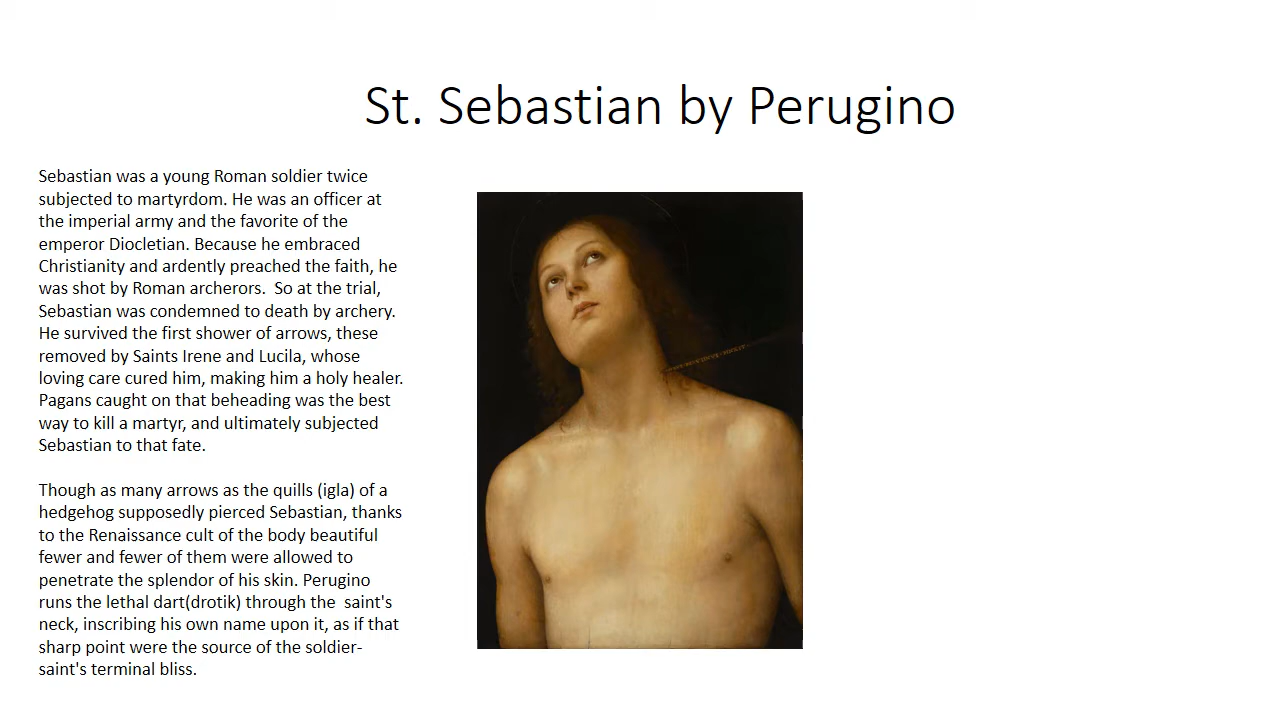 St. Sebastian by Perugino
Sebastian was a young Roman soldier twice
subjected to martyrdom. He was an officer at
the imperial army and the favorite of the
emperor Diocletian. Because he embraced
Christianity and ardently preached the faith, he
was shot by Roman archerors.  So at the trial,
Sebastian was condemned to death by archery.
He survived the first shower of arrows, these
removed by Saints Irene and Lucila, whose
loving care cured him, making him a holy healer.
Pagans caught on that beheading was the best
way to kill a martyr, and ultimately subjected
Sebastian to that fate.
Though as many arrows as the quills (igla) of a
hedgehog supposedly pierced Sebastian, thanks
to the Renaissance cult of the body beautiful
fewer and fewer of them were allowed to
penetrate the splendor of his skin. Perugino
runs the lethal dart(drotik) through the  saint's
neck, inscribing his own name upon it, as if that
sharp point were the source of the soldier-
saint's terminal bliss.